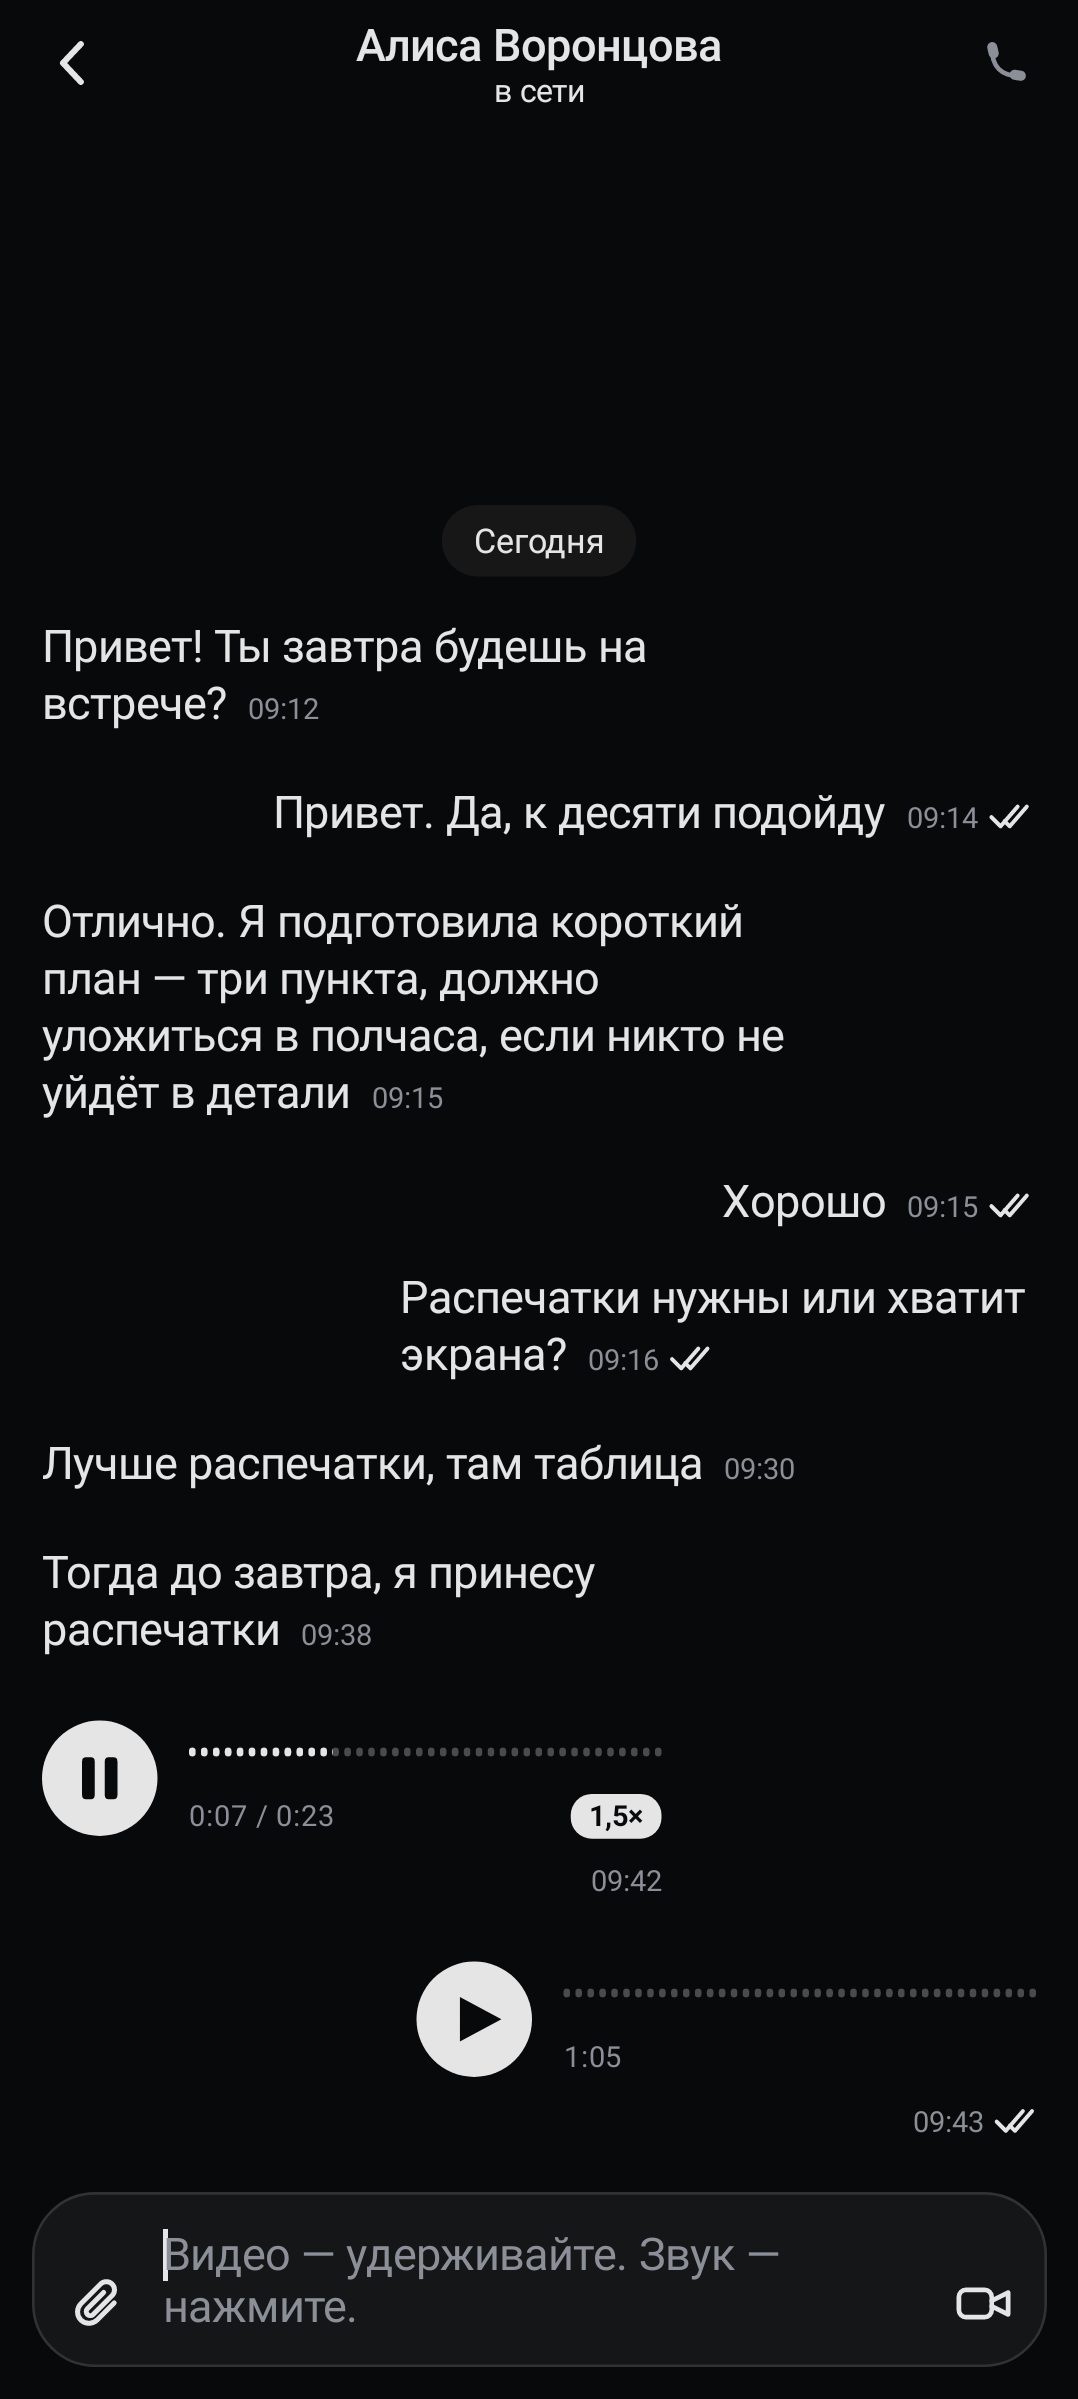 Алиса Воронцова
в сети
Сегодня
Привет! Ты завтра будешь на
встрече? 09:12
Привет. Да, к десяти подойду 09:14
Отлично. Я подготовила короткий
план — три пункта, должно
уложиться в полчаса, если никто не
уйдёт в детали 09:15
Хорошо 09:15
Распечатки нужны или хватит
экрана? 09:16
Лучше распечатки, там таблица 09:30
Тогда до завтра, я принесу
распечатки 09:38
0:07 / 0:23 1,5×
09:42
1:05
09:43
Видео — удерживайте. Звук —
нажмите.